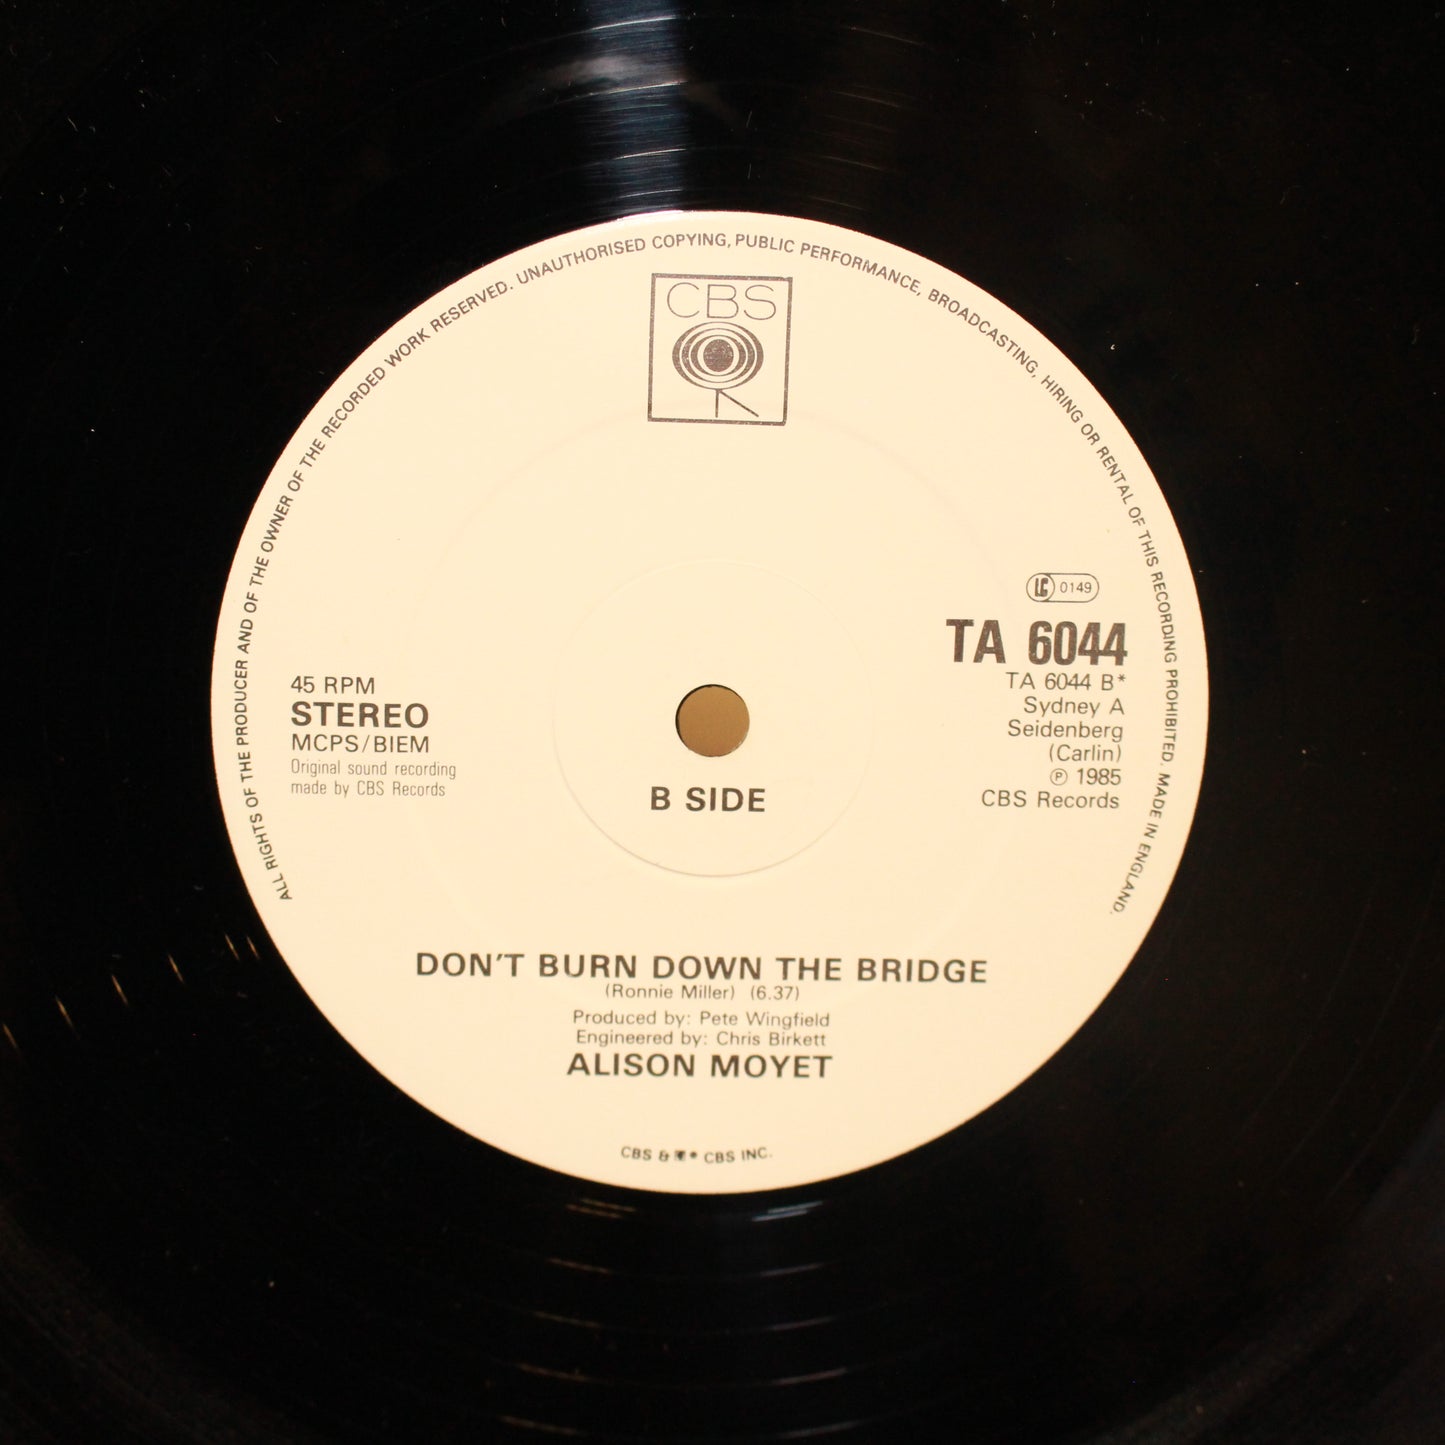 ALL RIGHTS OF THE PRODUCER AND OF THE OWNER OF THE RECORDED WORK RESERVED. UNAUTHORISED COPYING, PUBLIC PERFORMANCE, BROADCASTING, HIRING OR RENTAL OF THIS RECORDING PROHIBITED. MADE IN ENGLAND.
CBS
LC 0149
TA 6044
TA 6044 B*
Sydney A
Seidenberg
(Carlin)
℗ 1985
CBS Records
45 RPM
STEREO
MCPS/BIEM
Original sound recording
made by CBS Records
B SIDE
DON'T BURN DOWN THE BRIDGE
(Ronnie Miller) (6.37)
Produced by: Pete Wingfield
Engineered by: Chris Birkett
ALISON MOYET
CBS & * CBS INC.